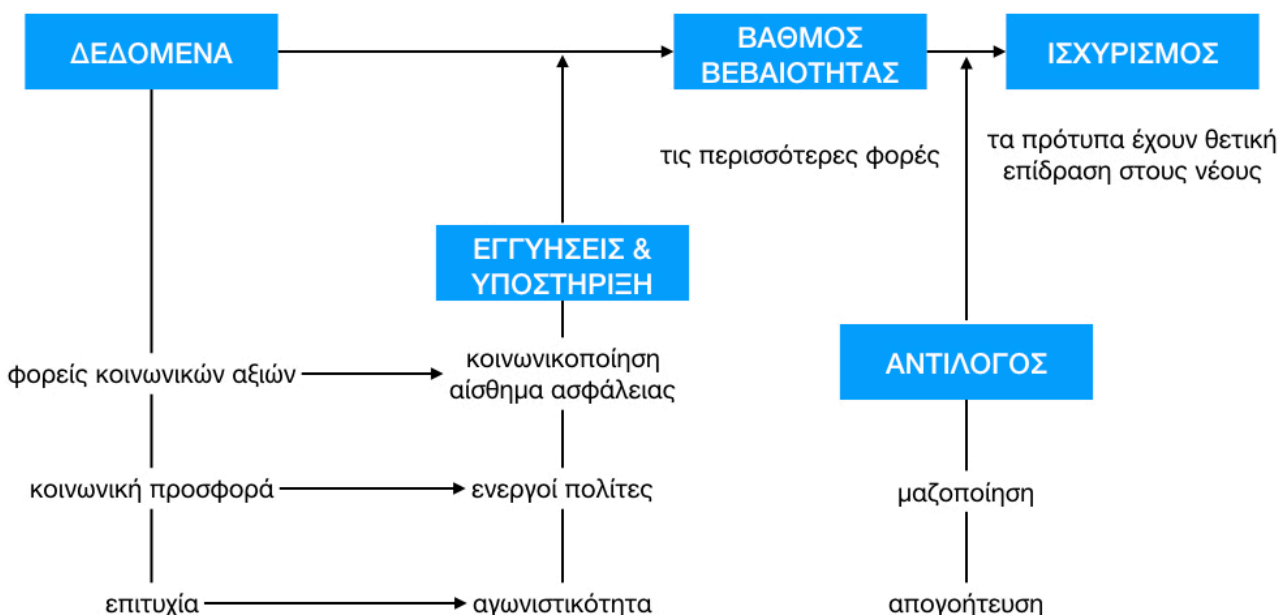 ΔΕΔΟΜΕΝΑ
ΒΑΘΜΟΣ
ΒΕΒΑΙΟΤΗΤΑΣ
ΙΣΧΥΡΙΣΜΟΣ
τις περισσότερες φορές
τα πρότυπα έχουν θετική
επίδραση στους νέους
ΕΓΓΥΗΣΕΙΣ &
ΥΠΟΣΤΗΡΙΞΗ
ΑΝΤΙΛΟΓΟΣ
φορείς κοινωνικών αξιών
κοινωνικοποίηση
αίσθημα ασφάλειας
κοινωνική προσφορά
ενεργοί πολίτες
μαζοποίηση
επιτυχία
αγωνιστικότητα
απογοήτευση